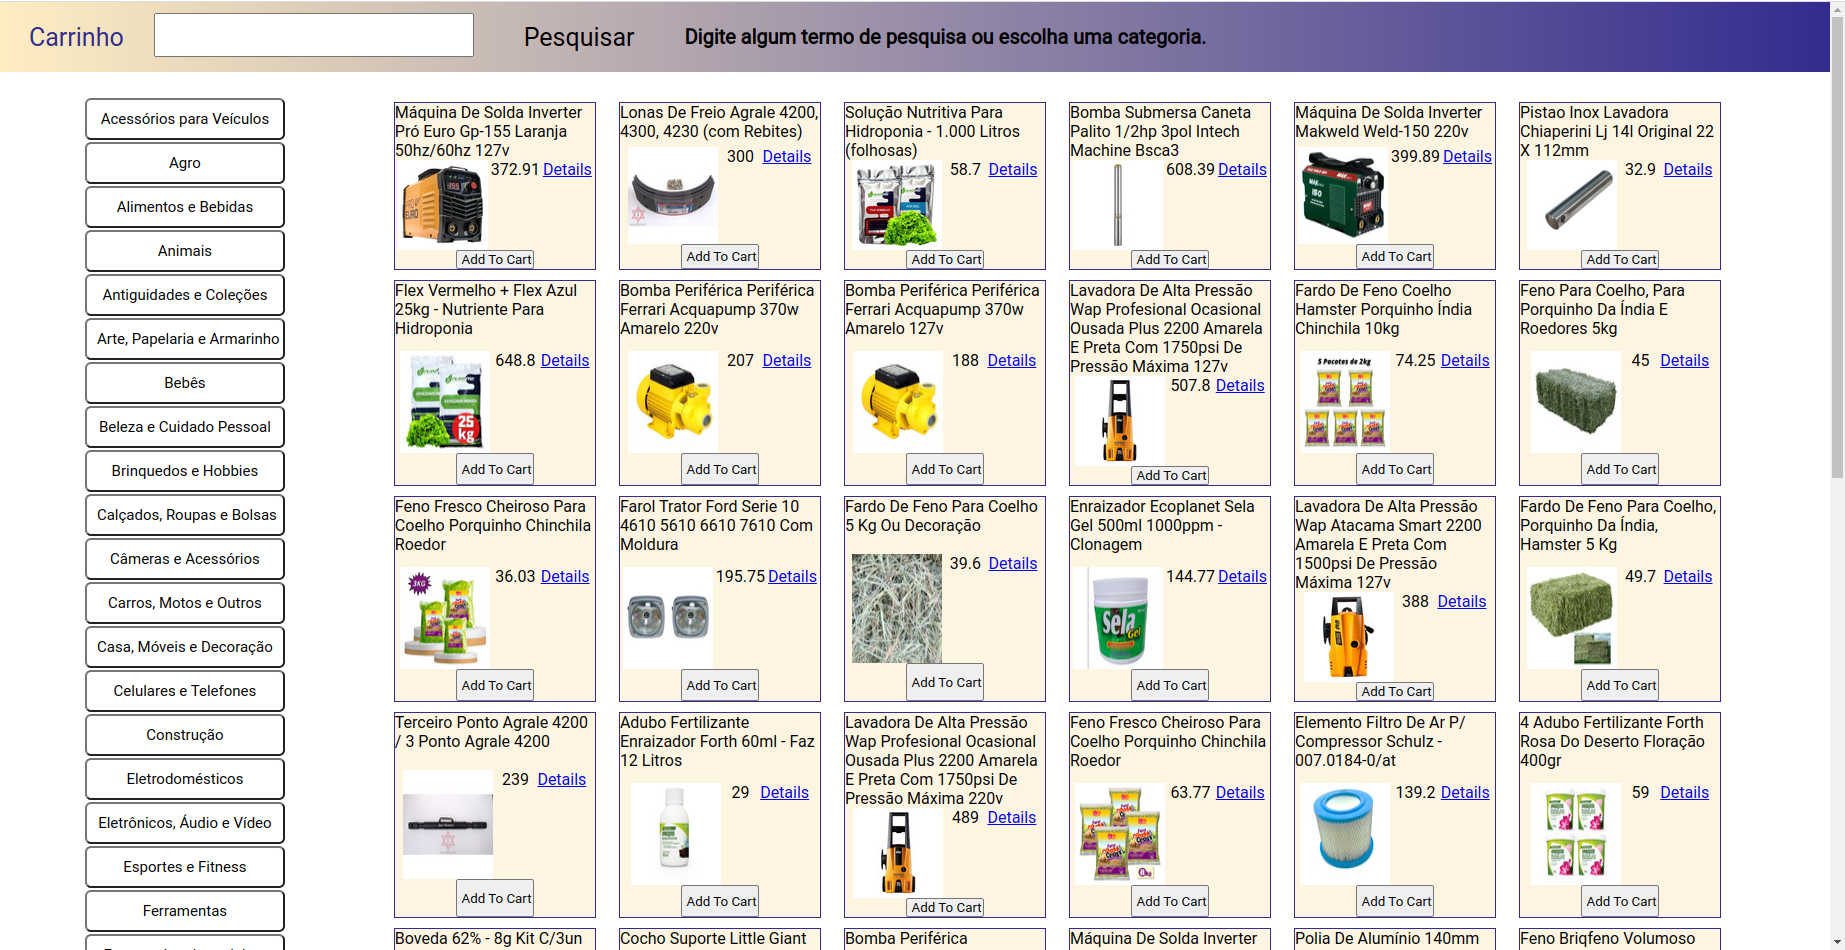 Carrinho
Pesquisar
Digite algum termo de pesquisa ou escolha uma categoria.
Acessórios para Veículos
Agro
Alimentos e Bebidas
Animais
Antiguidades e Coleções
Arte, Papelaria e Armarinho
Bebês
Beleza e Cuidado Pessoal
Brinquedos e Hobbies
Calçados, Roupas e Bolsas
Câmeras e Acessórios
Carros, Motos e Outros
Casa, Móveis e Decoração
Celulares e Telefones
Construção
Eletrodomésticos
Eletrônicos, Áudio e Vídeo
Esportes e Fitness
Ferramentas
Máquina De Solda Inverter
Pró Euro Gp-155 Laranja
50hz/60hz 127v
372.91 Details
Add To Cart
Lonas De Freio Agrale 4200,
4300, 4230 (com Rebites)
300 Details
Add To Cart
Solução Nutritiva Para
Hidroponia - 1.000 Litros
(folhosas)
58.7 Details
Add To Cart
Bomba Submersa Caneta
Palito 1/2hp 3pol Intech
Machine Bsca3
608.39 Details
Add To Cart
Máquina De Solda Inverter
Makweld Weld-150 220v
399.89 Details
Add To Cart
Pistao Inox Lavadora
Chiaperini Lj 14l Original 22
X 112mm
32.9 Details
Add To Cart
Flex Vermelho + Flex Azul
25kg - Nutriente Para
Hidroponia
648.8 Details
25
kg
Add To Cart
Bomba Periférica Periférica
Ferrari Acquapump 370w
Amarelo 220v
207 Details
Add To Cart
Bomba Periférica Periférica
Ferrari Acquapump 370w
Amarelo 127v
188 Details
Add To Cart
Lavadora De Alta Pressão
Wap Profesional Ocasional
Ousada Plus 2200 Amarela
E Preta Com 1750psi De
Pressão Máxima 127v
507.8 Details
Add To Cart
Fardo De Feno Coelho
Hamster Porquinho Índia
Chinchila 10kg
5 Pacotes de 2kg
74.25 Details
Add To Cart
Feno Para Coelho, Para
Porquinho Da Índia E
Roedores 5kg
45 Details
Add To Cart
Feno Fresco Cheiroso Para
Coelho Porquinho Chinchila
Roedor
3KG
36.03 Details
Add To Cart
Farol Trator Ford Serie 10
4610 5610 6610 7610 Com
Moldura
195.75 Details
Add To Cart
Fardo De Feno Para Coelho
5 Kg Ou Decoração
39.6 Details
Add To Cart
Enraizador Ecoplanet Sela
Gel 500ml 1000ppm -
Clonagem
144.77 Details
Sela
Gel
Add To Cart
Lavadora De Alta Pressão
Wap Atacama Smart 2200
Amarela E Preta Com
1500psi De Pressão
Máxima 127v
388 Details
Add To Cart
Fardo De Feno Para Coelho,
Porquinho Da Índia,
Hamster 5 Kg
49.7 Details
Add To Cart
Terceiro Ponto Agrale 4200
/ 3 Ponto Agrale 4200
239 Details
Add To Cart
Adubo Fertilizante
Enraizador Forth 60ml - Faz
12 Litros
29 Details
Add To Cart
Lavadora De Alta Pressão
Wap Profesional Ocasional
Ousada Plus 2200 Amarela
E Preta Com 1750psi De
Pressão Máxima 220v
489 Details
Add To Cart
Feno Fresco Cheiroso Para
Coelho Porquinho Chinchila
Roedor
63.77 Details
Add To Cart
Elemento Filtro De Ar P/
Compressor Schulz -
007.0184-0/at
139.2 Details
Add To Cart
4 Adubo Fertilizante Forth
Rosa Do Deserto Floração
400gr
59 Details
Add To Cart
Boveda 62% - 8g Kit C/3un
Cocho Suporte Little Giant
Bomba Periférica
Máquina De Solda Inverter
Polia De Alumínio 140mm
Feno Briqfeno Volumoso